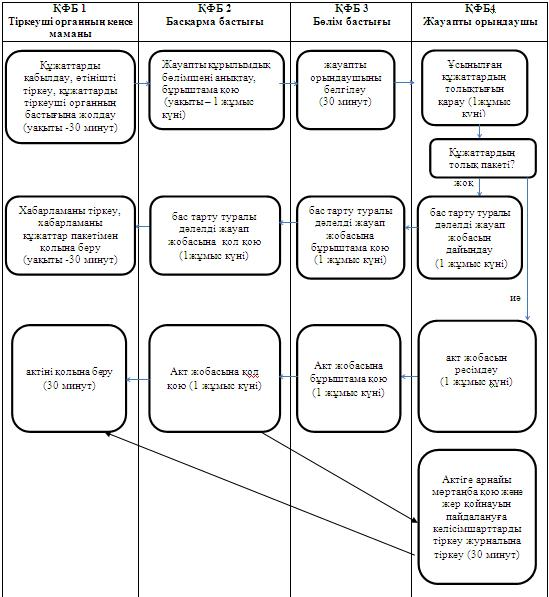 ҚФБ 1
Тіркеуші органның кеңсе
маманы
ҚФБ 2
Басқарма бастығы
ҚФБ 3
Бөлім бастығы
ҚФБ4
Жауапты орындаушы
Құжаттарды
қабылдау, өтінішті
тіркеу, құжаттарды
тіркеуші органның
бастығына жолдау
(уақыты -30 минут)
Жауапты құрылымдық
бөлімшені анықтау,
бұрыштама қою
(уақыты – 1 жұмыс
күні)
жауапты
орындаушыны
белгілеу
(30 минут)
Ұсынылған
құжаттардың
толықтығын
қарау (1жұмыс
күні)
Құжаттардың
толық пакеті?
жоқ
Хабарламаны тіркеу,
хабарламаны
құжаттар пакетімен
қолына беру
(уақыты -30 минут)
бас тарту туралы
дәлелді жауап
жобасына қол қою
(1жұмыс күні)
бас тарту туралы
дәлелді жауап
жобасына
бұрыштама қою
(1 жұмыс күні)
бас тарту туралы
дәлелді жауап
жобасын
дайындау
(1 жұмыс күні)
иә
актіні қолына беру
(30 минут)
Акт жобасына қол
қою (1 жұмыс күні)
Акт жобасына
бұрыштама қою
(1 жұмыс күні)
акт жобасын
ресімдеу
(1 жұмыс күні)
Актіге арнайы
мөртаңба қою және
жер қойнауын
пайдалануға
келісімшарттарды
тіркеу журналына
тіркеу (30 минут)